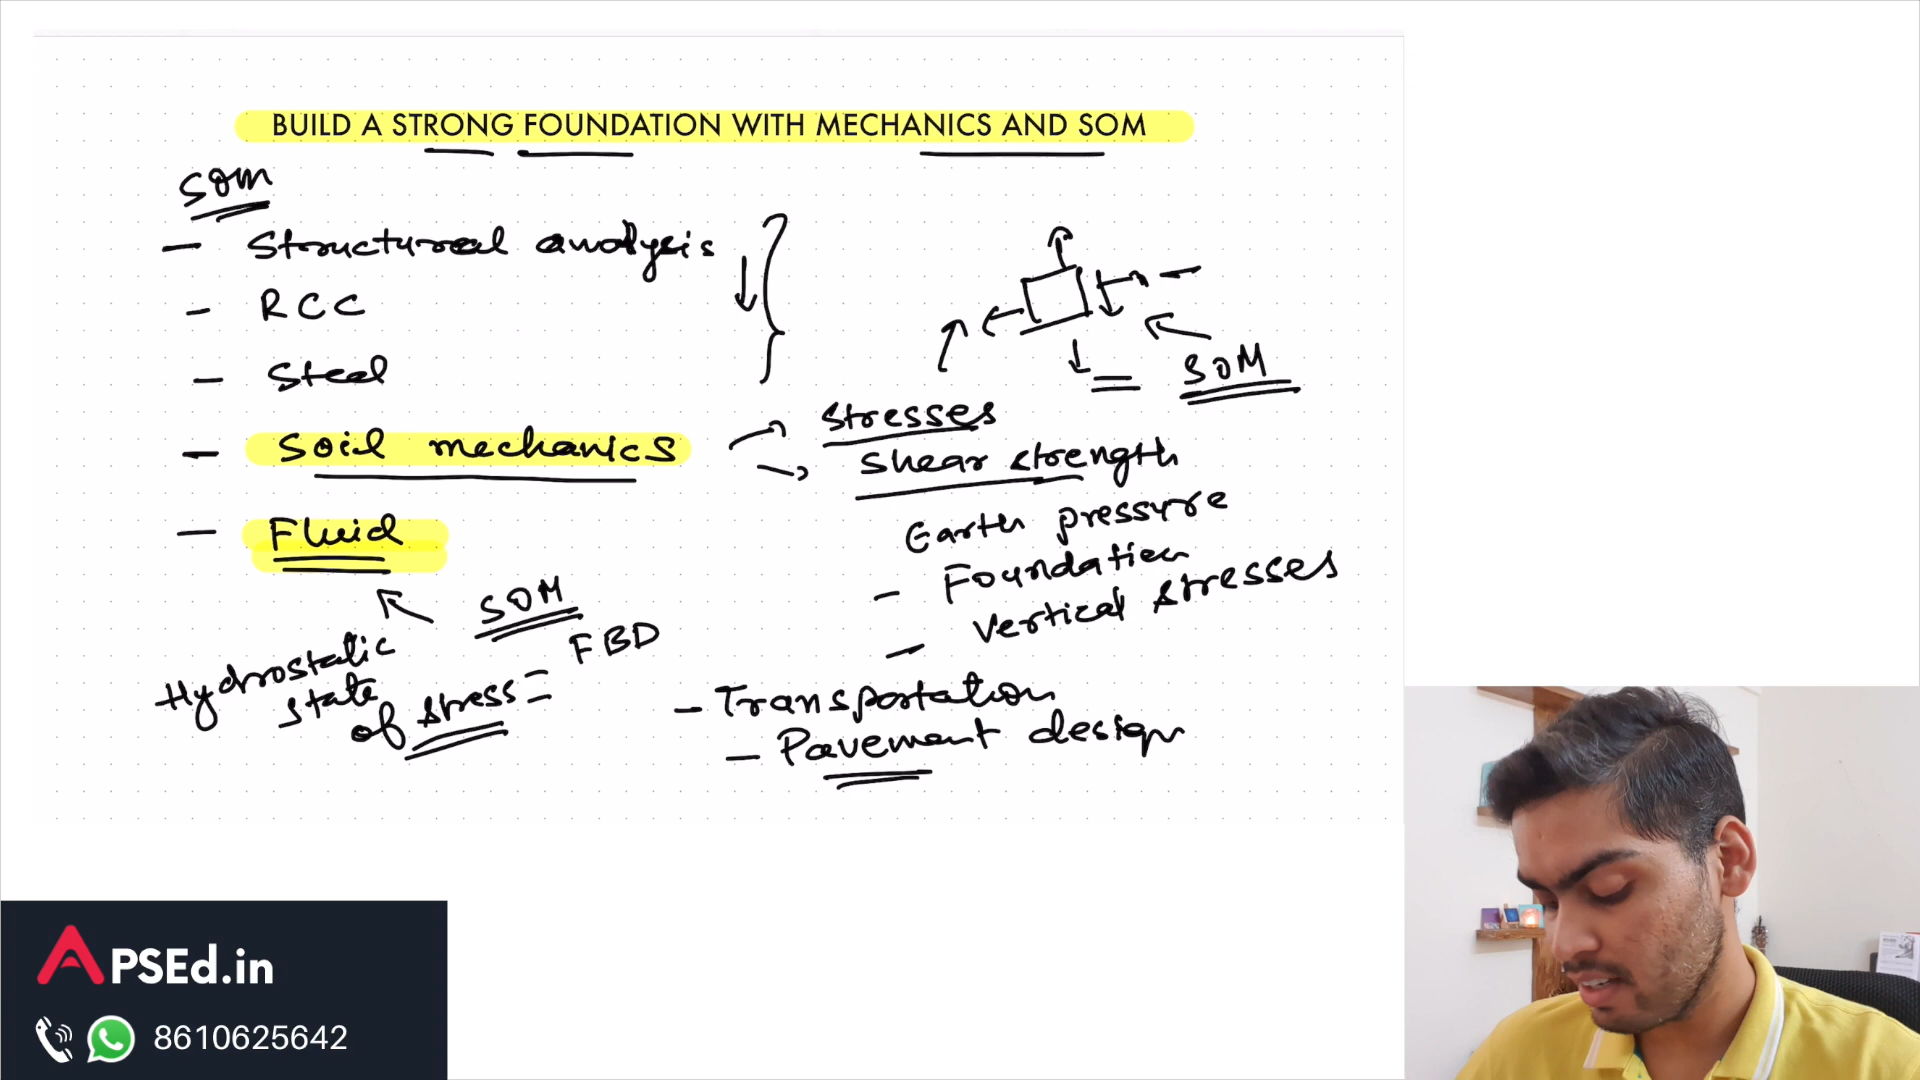 BUILD A STRONG FOUNDATION WITH MECHANICS AND SOM
SOM
- Structural analysis
- RCC
- Steel
- Soil mechanics
- Fluid
SOM
SOM
FBD
Hydrostatic
state
of stress =
Stresses
Shear strength
Earth pressure
- Foundation
- Vertical stresses
- Transportation
- Pavement design
APSEd.in
8610625642